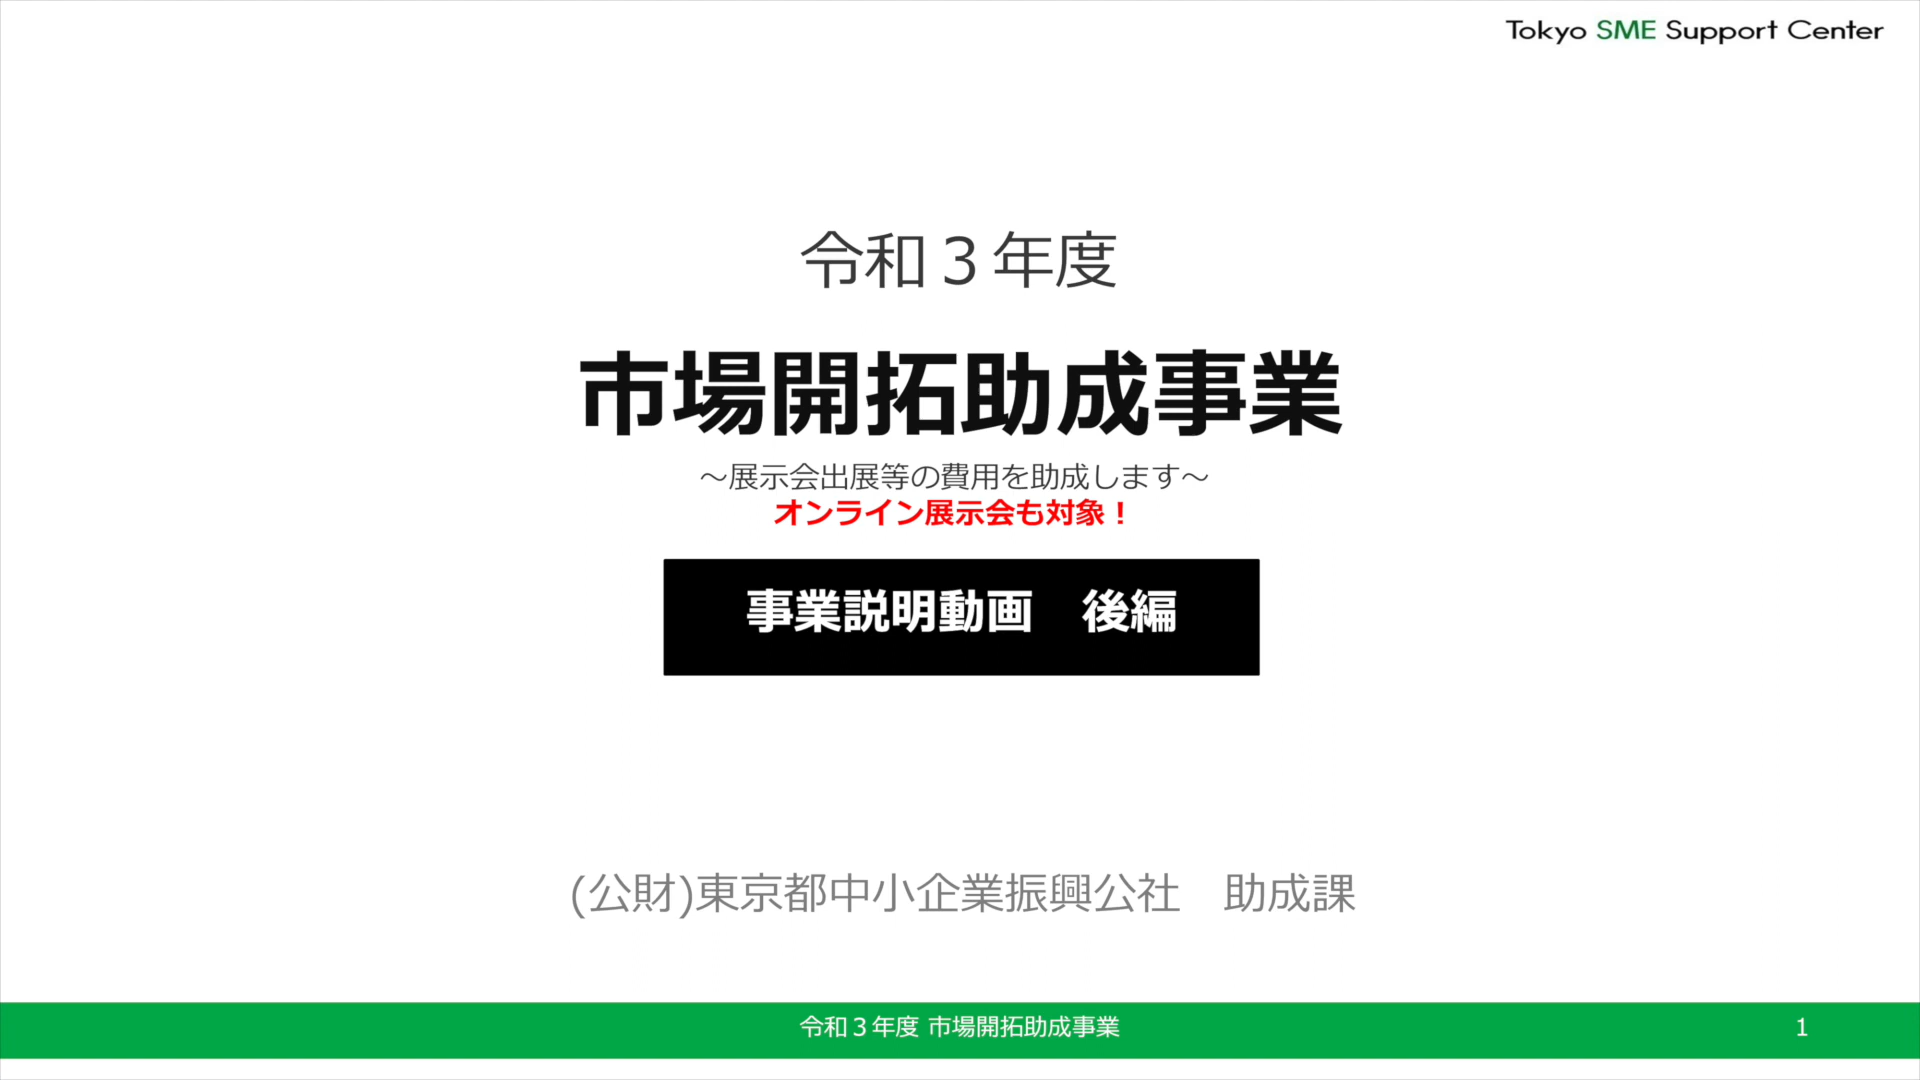 Tokyo SME Support Center
令和３年度
市場開拓助成事業
～展示会出展等の費用を助成します～
オンライン展示会も対象！
事業説明動画　後編
(公財)東京都中小企業振興公社　助成課
令和３年度 市場開拓助成事業
1